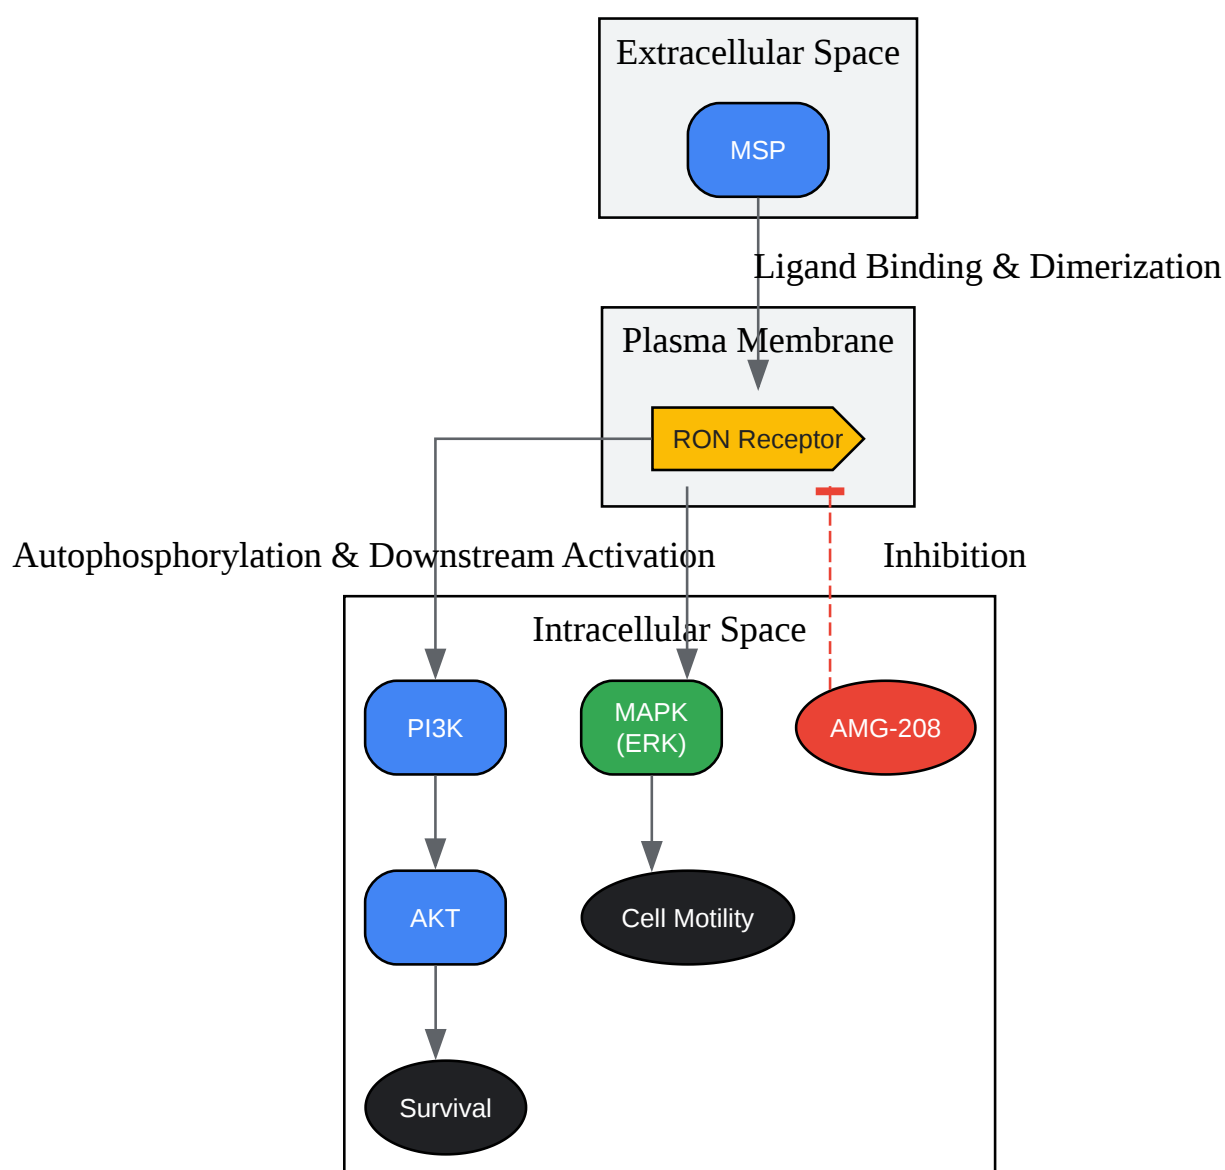 Extracellular Space
MSP
Ligand Binding & Dimerization
Plasma Membrane
RON Receptor
Autophosphorylation & Downstream Activation
Inhibition
Intracellular Space
PI3K
MAPK
(ERK)
AMG-208
AKT
Cell Motility
Survival